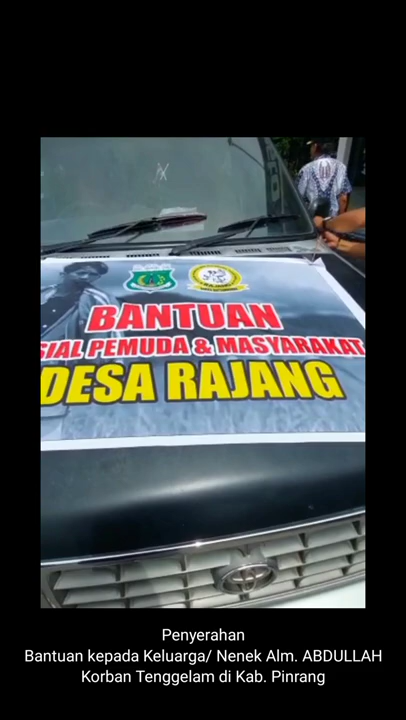 BANTUAN
SIAL PEMUDA & MASYARAKAT
DESA RAJANG
Penyerahan
Bantuan kepada Keluarga/ Nenek Alm. ABDULLAH
Korban Tenggelam di Kab. Pinrang